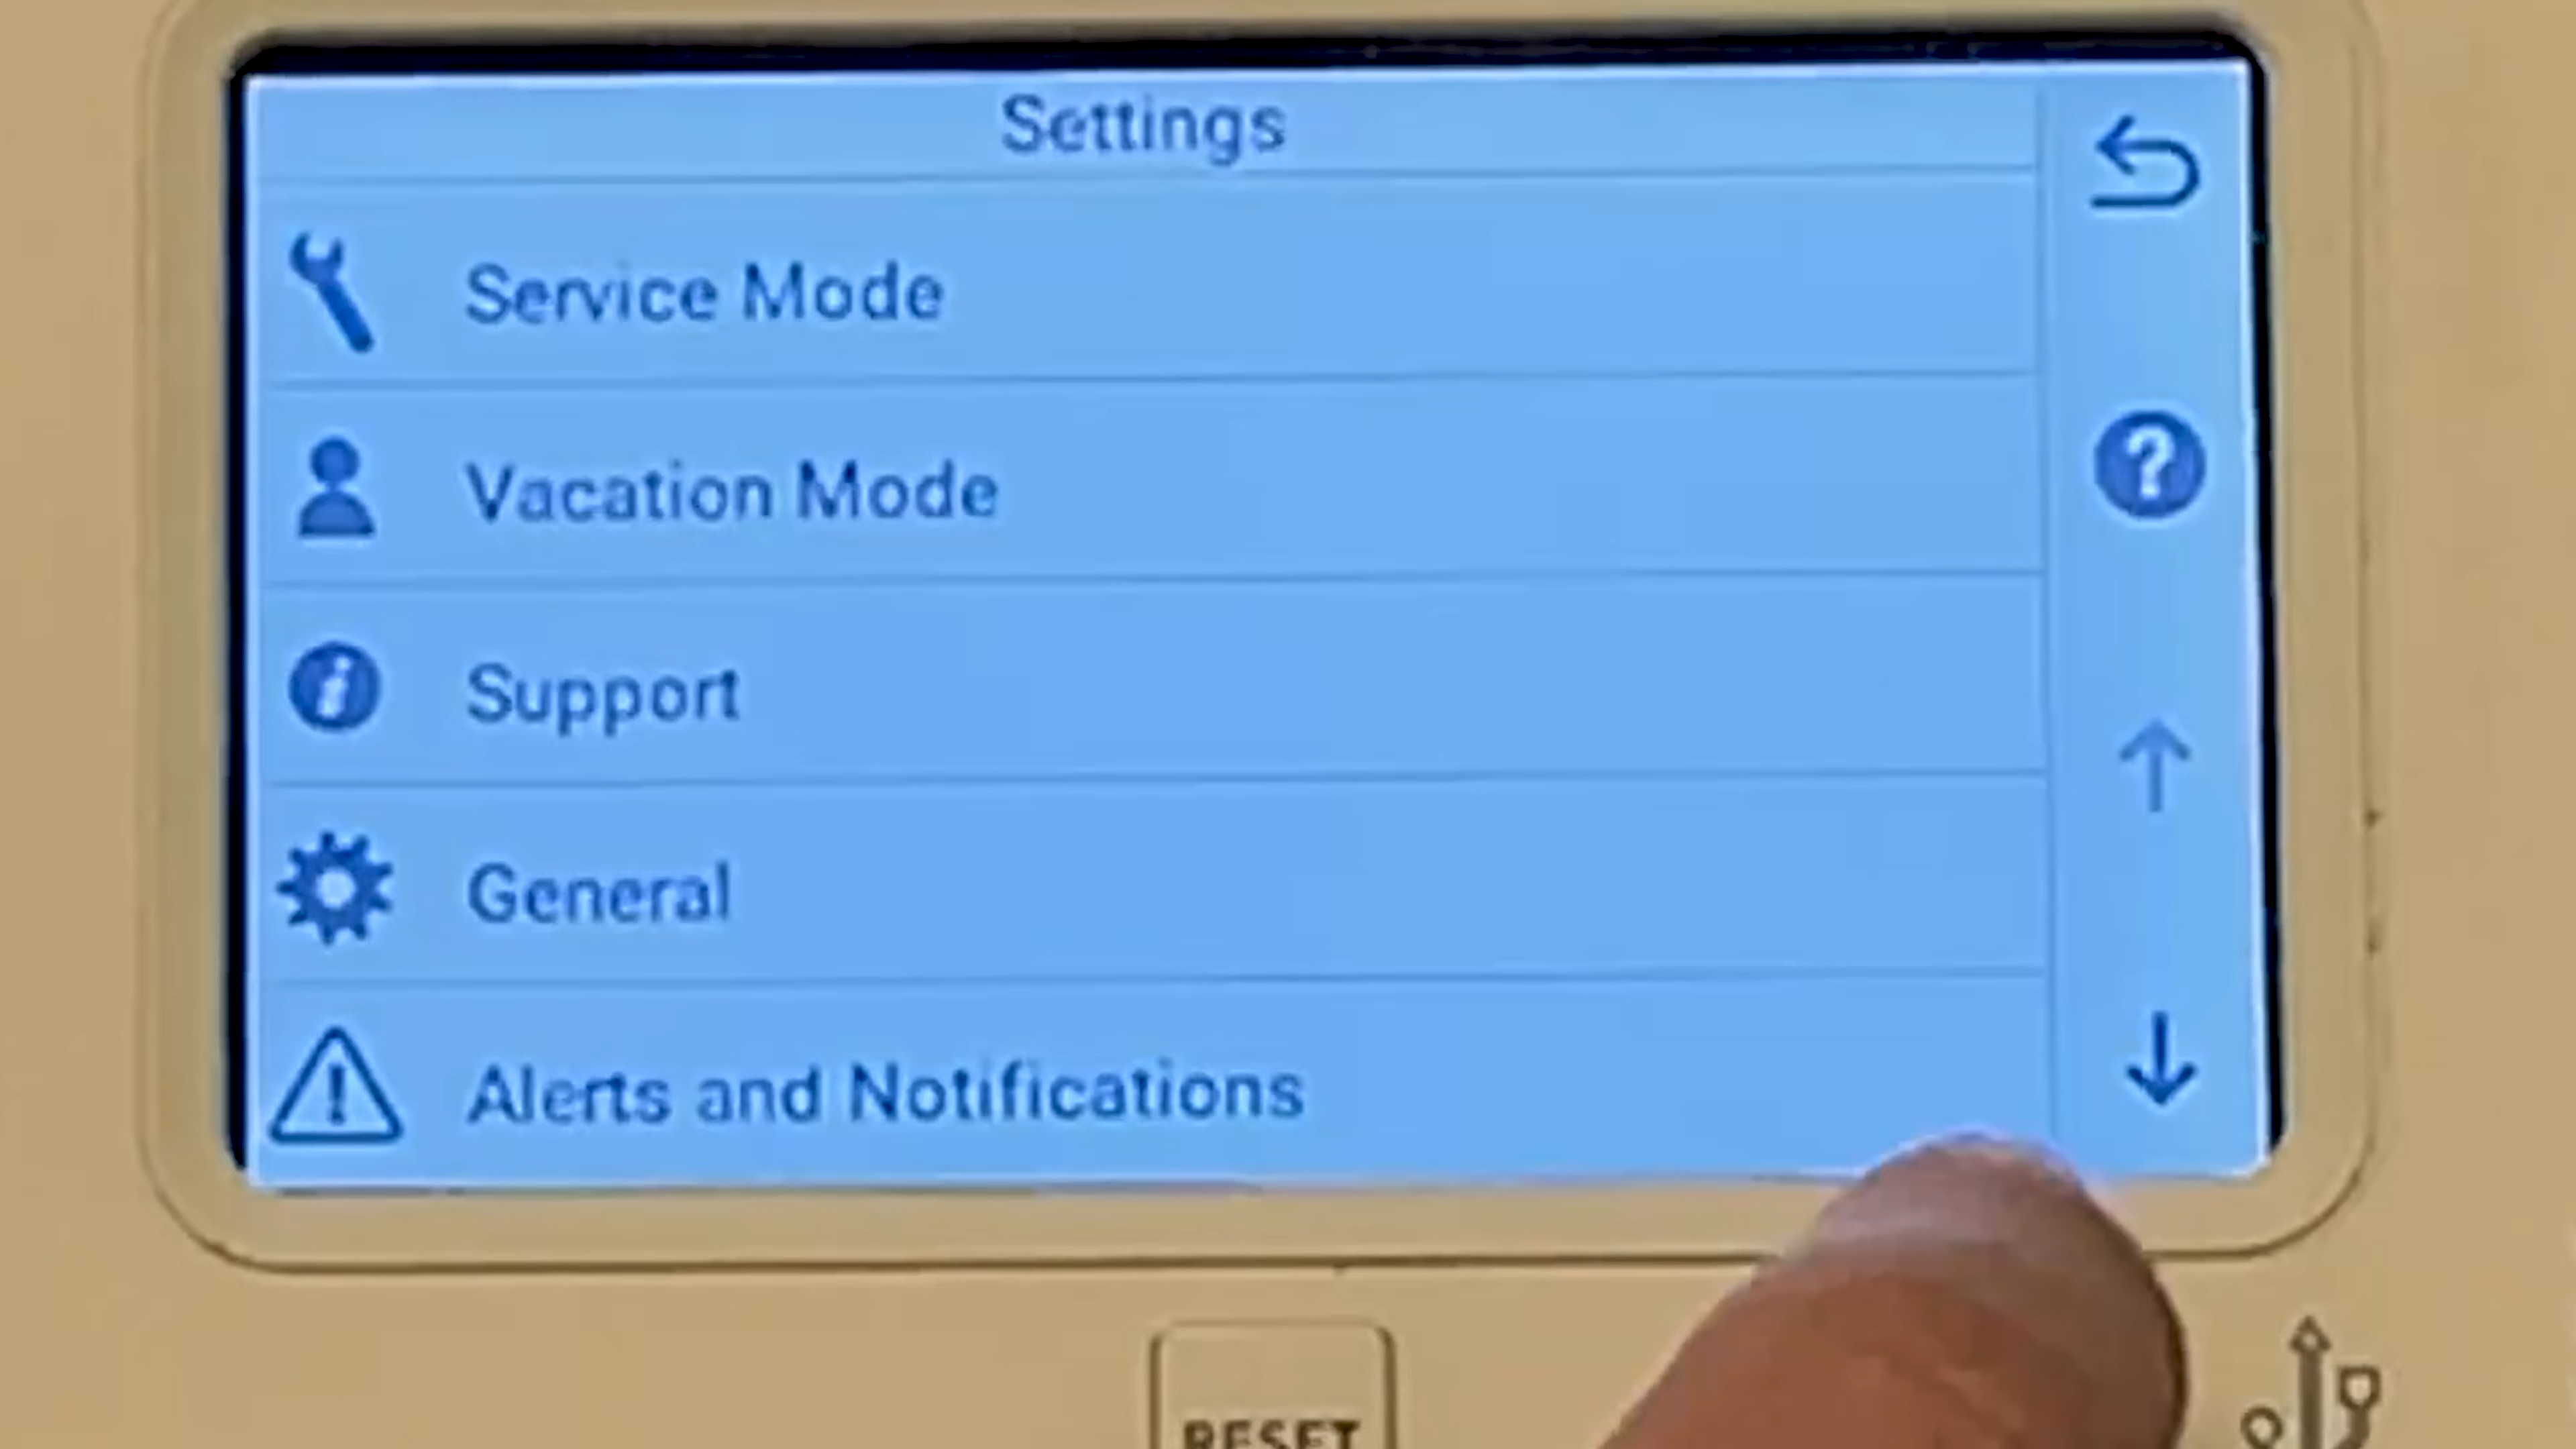 Settings
Service Mode
Vacation Mode
Support
General
Alerts and Notifications
RESET